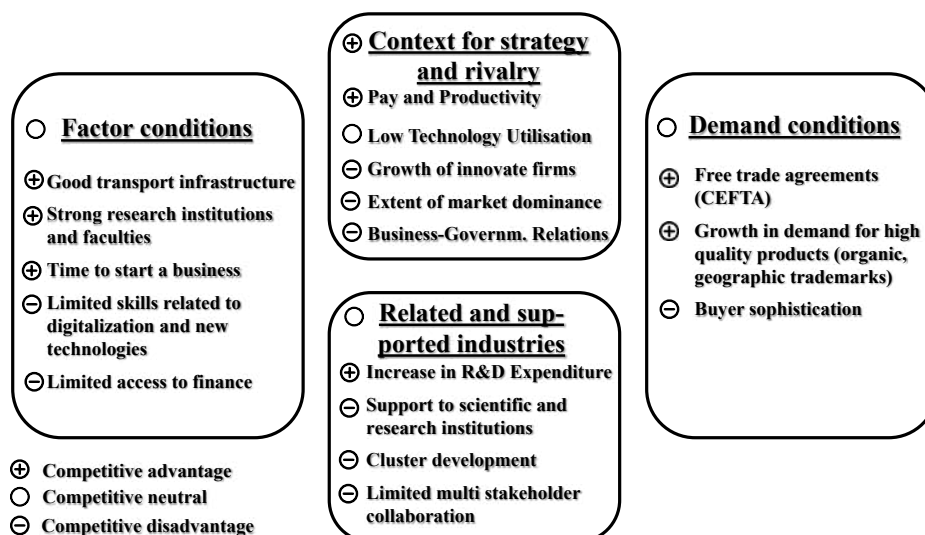 Context for strategy
and rivalry
Pay and Productivity
Low Technology Utilisation
Growth of innovate firms
Extent of market dominance
Business-Governm. Relations
Factor conditions
Good transport infrastructure
Strong research institutions
and faculties
Time to start a business
Limited skills related to
digitalization and new
technologies
Limited access to finance
Demand conditions
Free trade agreements
(CEFTA)
Growth in demand for high
quality products (organic,
geographic trademarks)
Buyer sophistication
Related and sup-
ported industries
Increase in R&D Expenditure
Support to scientific and
research institutions
Cluster development
Limited multi stakeholder
collaboration
Competitive advantage
Competitive neutral
Competitive disadvantage